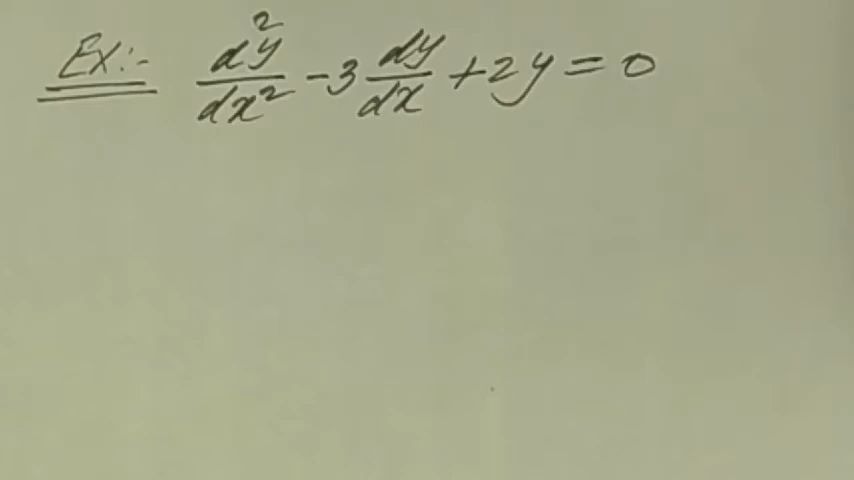 Ex:- d²y/dx² - 3 dy/dx + 2y = 0